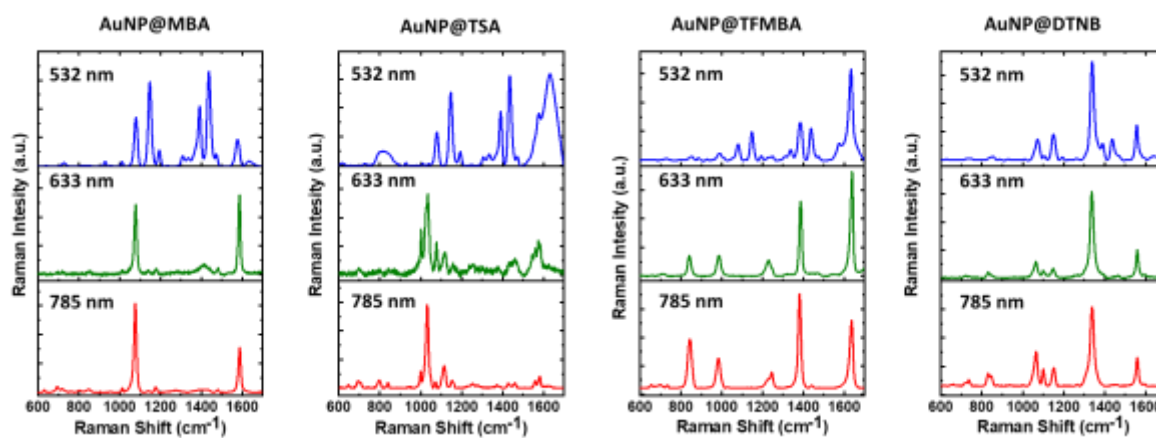 AuNP@MBA
AuNP@TSA
AuNP@TFMBA
AuNP@DTNB
532 nm
633 nm
785 nm
Raman Intesity (a.u.)
600 800 1000 1200 1400 1600
Raman Shift (cm⁻¹)
532 nm
633 nm
785 nm
Raman Intesity (a.u.)
600 800 1000 1200 1400 1600
Raman Shift (cm⁻¹)
532 nm
633 nm
785 nm
Raman Intesity (a.u.)
600 800 1000 1200 1400 1600
Raman Shift (cm⁻¹)
532 nm
633 nm
785 nm
Raman Intesity (a.u.)
600 800 1000 1200 1400 1600
Raman Shift (cm⁻¹)